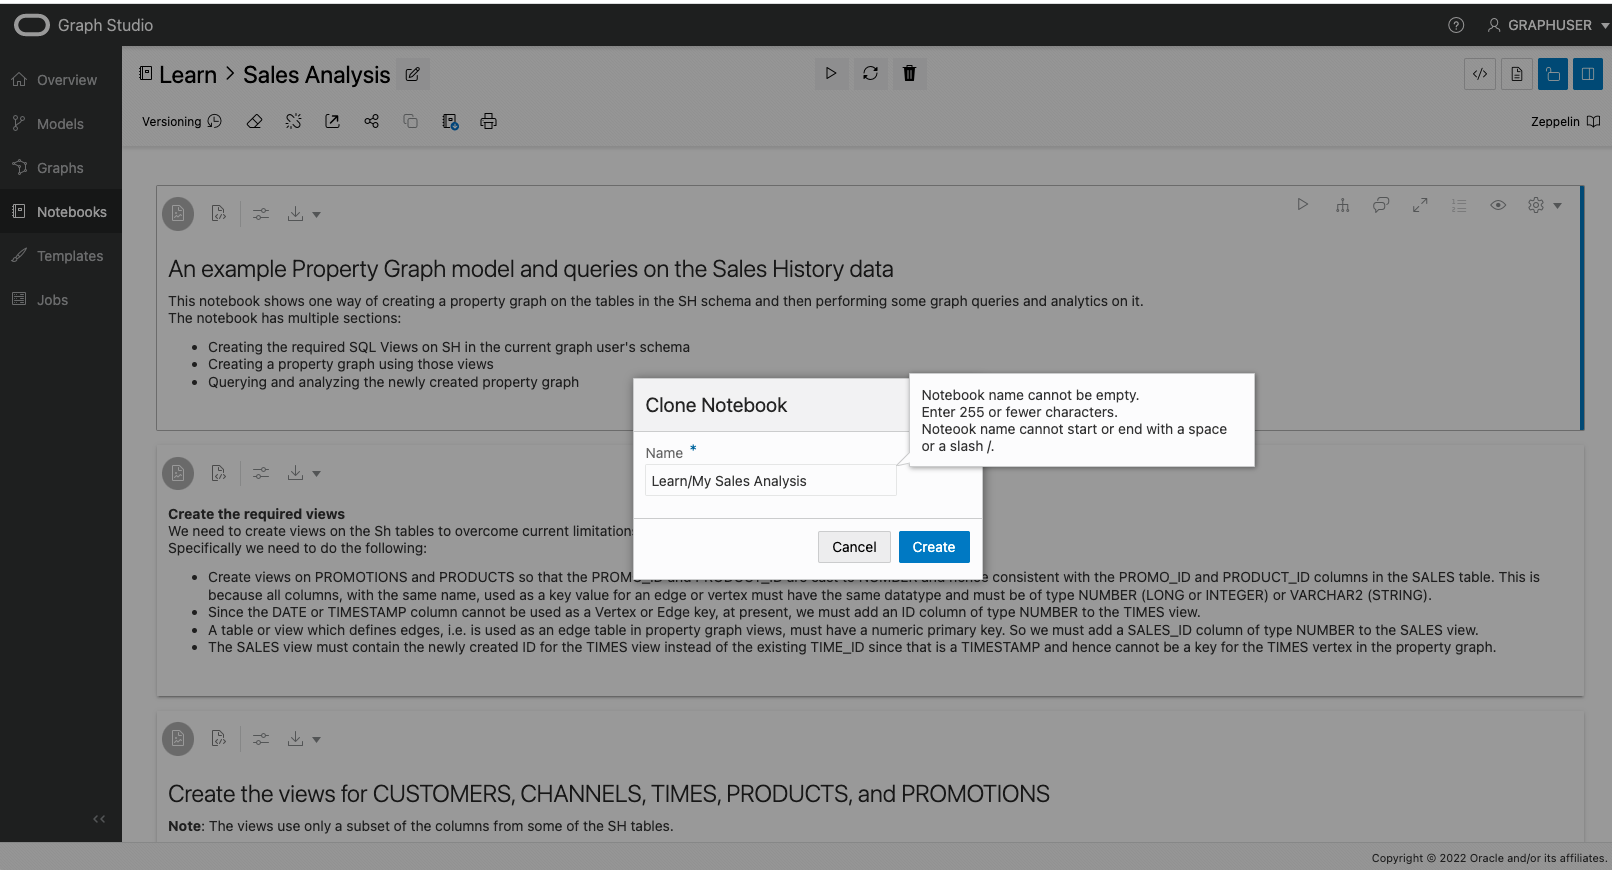 Graph Studio
GRAPHUSER
Overview
Models
Graphs
Notebooks
Templates
Jobs
Learn > Sales Analysis
Versioning
Zeppelin
An example Property Graph model and queries on the Sales History data
This notebook shows one way of creating a property graph on the tables in the SH schema and then performing some graph queries and analytics on it.
The notebook has multiple sections:
• Creating the required SQL Views on SH in the current graph user's schema
• Creating a property graph using those views
• Querying and analyzing the newly created property graph
Clone Notebook
Notebook name cannot be empty.
Enter 255 or fewer characters.
Noteook name cannot start or end with a space
or a slash /.
Name *
Learn/My Sales Analysis
Cancel
Create
Create the required views
We need to create views on the Sh tables to overcome current limitation
Specifically we need to do the following:
• Create views on PROMOTIONS and PRODUCTS so that the PROMO_ID and PRODUCT_ID are cast to NUMBER and hence consistent with the PROMO_ID and PRODUCT_ID columns in the SALES table. This is
because all columns, with the same name, used as a key value for an edge or vertex must have the same datatype and must be of type NUMBER (LONG or INTEGER) or VARCHAR2 (STRING).
• Since the DATE or TIMESTAMP column cannot be used as a Vertex or Edge key, at present, we must add an ID column of type NUMBER to the TIMES view.
• A table or view which defines edges, i.e. is used as an edge table in property graph views, must have a numeric primary key. So we must add a SALES_ID column of type NUMBER to the SALES view.
• The SALES view must contain the newly created ID for the TIMES view instead of the existing TIME_ID since that is a TIMESTAMP and hence cannot be a key for the TIMES vertex in the property graph.
Create the views for CUSTOMERS, CHANNELS, TIMES, PRODUCTS, and PROMOTIONS
Note: The views use only a subset of the columns from some of the SH tables.
Copyright © 2022 Oracle and/or its affiliates.